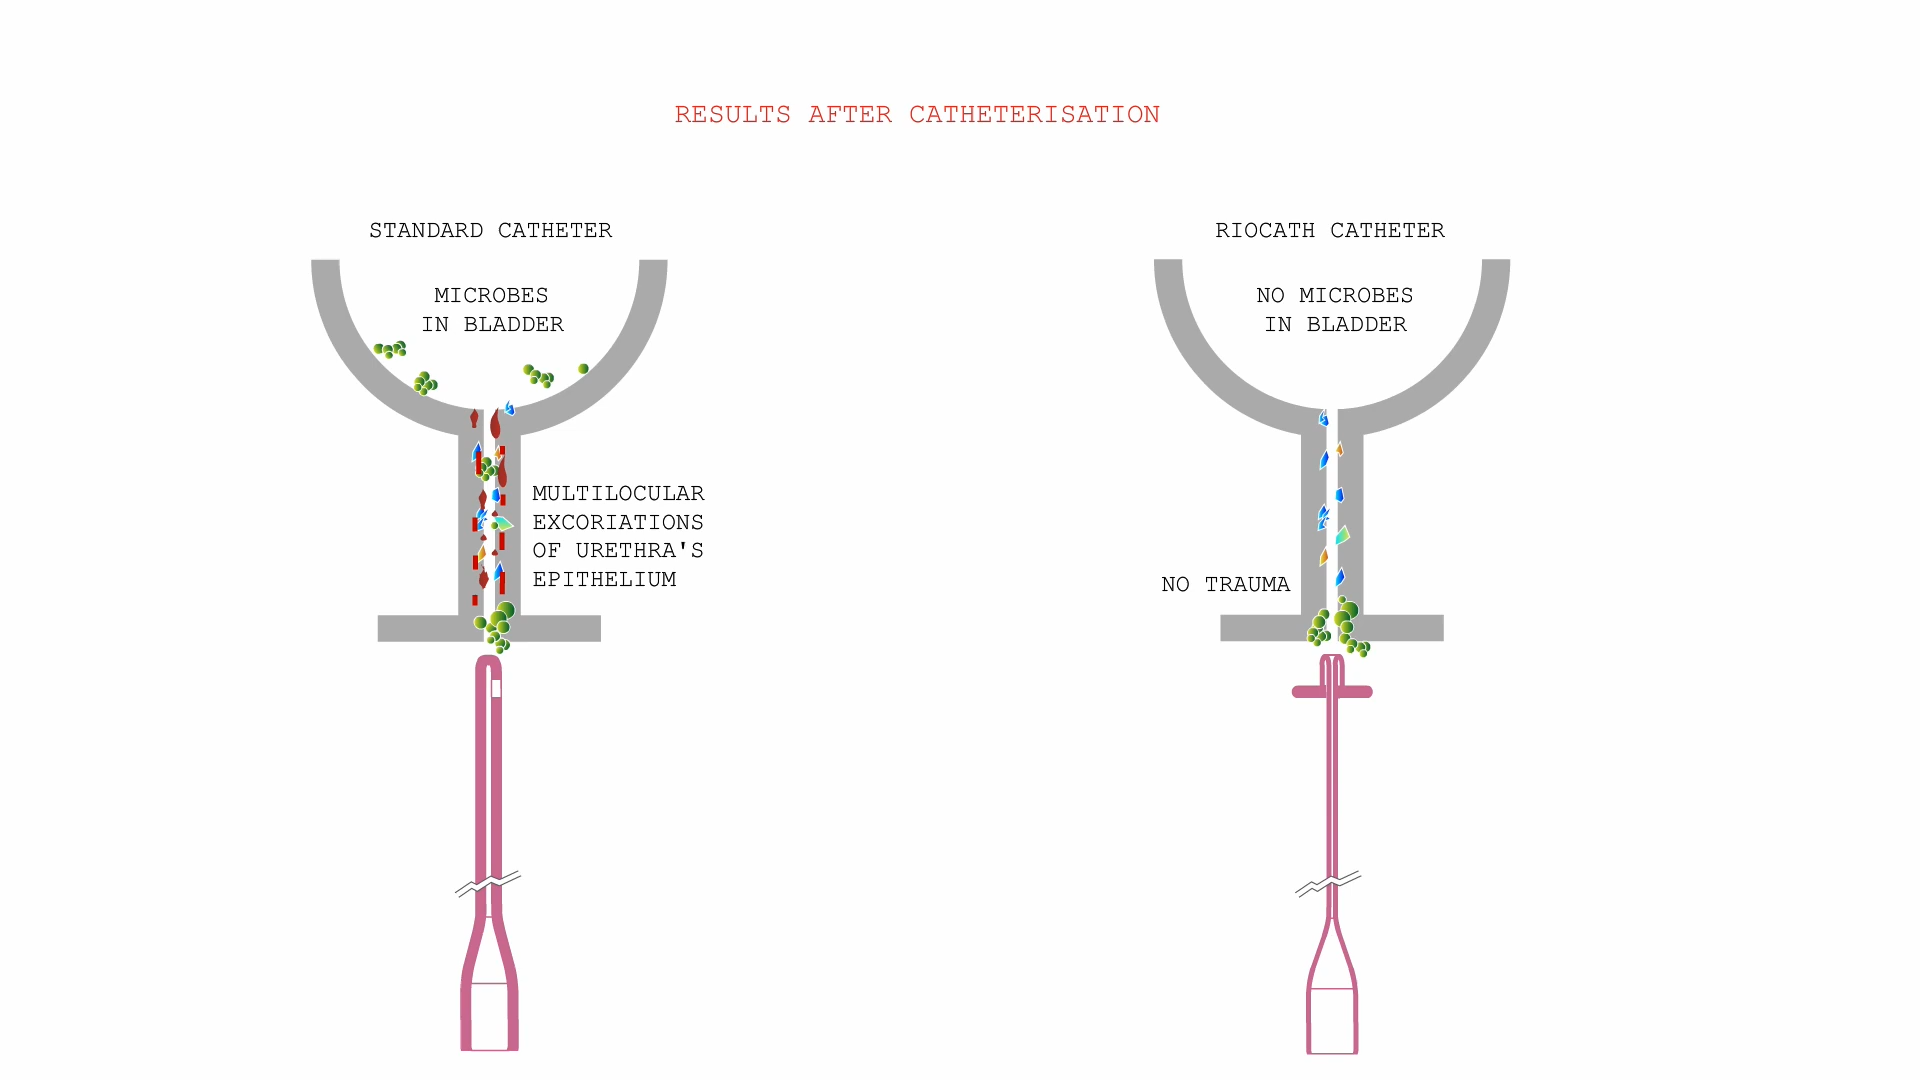 RESULTS AFTER CATHETERISATION
STANDARD CATHETER
MICROBES
IN BLADDER
MULTILOCULAR
EXCORIATIONS
OF URETHRA'S
EPITHELIUM
RIOCATH CATHETER
NO MICROBES
IN BLADDER
NO TRAUMA